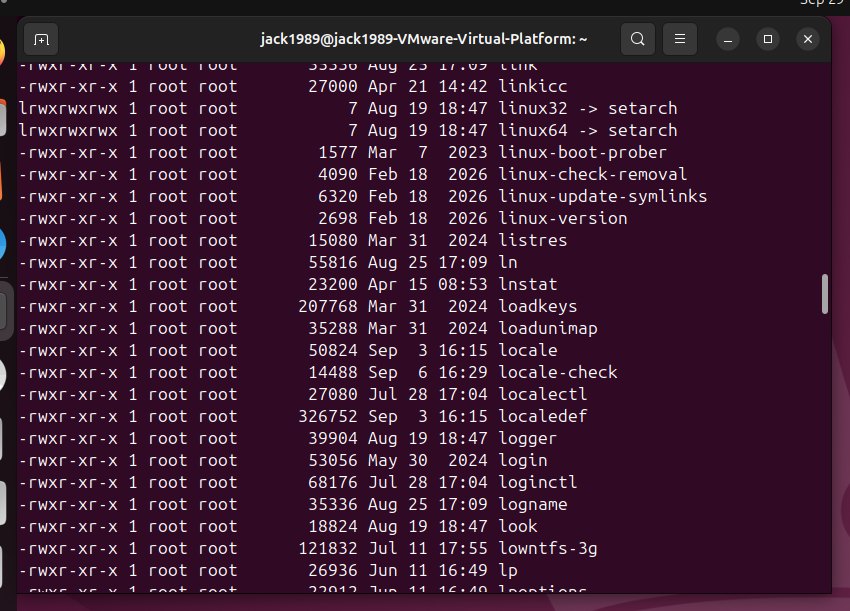 Sep 29
jack1989@jack1989-VMware-Virtual-Platform: ~
-rwxr-xr-x 1 root root       35336 Aug 25 17:09 link
-rwxr-xr-x 1 root root       27000 Apr 21 14:42 linkicc
lrwxrwxrwx 1 root root           7 Aug 19 18:47 linux32 -> setarch
lrwxrwxrwx 1 root root           7 Aug 19 18:47 linux64 -> setarch
-rwxr-xr-x 1 root root        1577 Mar  7  2023 linux-boot-prober
-rwxr-xr-x 1 root root        4090 Feb 18  2026 linux-check-removal
-rwxr-xr-x 1 root root        6320 Feb 18  2026 linux-update-symlinks
-rwxr-xr-x 1 root root        2698 Feb 18  2026 linux-version
-rwxr-xr-x 1 root root       15080 Mar 31  2024 listres
-rwxr-xr-x 1 root root       55816 Aug 25 17:09 ln
-rwxr-xr-x 1 root root       23200 Apr 15 08:53 lnstat
-rwxr-xr-x 1 root root      207768 Mar 31  2024 loadkeys
-rwxr-xr-x 1 root root       35288 Mar 31  2024 loadunimap
-rwxr-xr-x 1 root root       50824 Sep  3 16:15 locale
-rwxr-xr-x 1 root root       14488 Sep  6 16:29 locale-check
-rwxr-xr-x 1 root root       27080 Jul 28 17:04 localectl
-rwxr-xr-x 1 root root      326752 Sep  3 16:15 localedef
-rwxr-xr-x 1 root root       39904 Aug 19 18:47 logger
-rwxr-xr-x 1 root root       53056 May 30  2024 login
-rwxr-xr-x 1 root root       68176 Jul 28 17:04 loginctl
-rwxr-xr-x 1 root root       35336 Aug 25 17:09 logname
-rwxr-xr-x 1 root root       18824 Aug 19 18:47 look
-rwxr-xr-x 1 root root      121832 Jul 11 17:55 lowntfs-3g
-rwxr-xr-x 1 root root       26936 Jun 11 16:49 lp
-rwxr-xr-x 1 root root       Jun 11 16:49 lpoptions